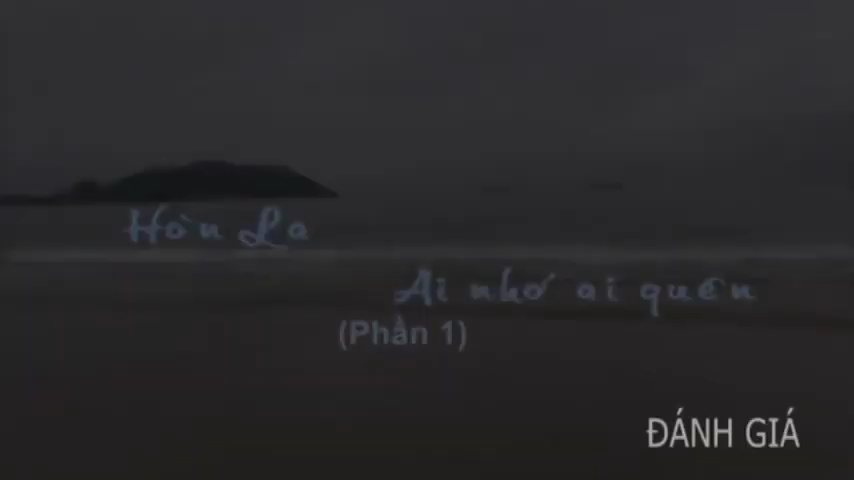 Hòn La
Ai nhớ ai quên
(Phần 1)
ĐÁNH GIÁ